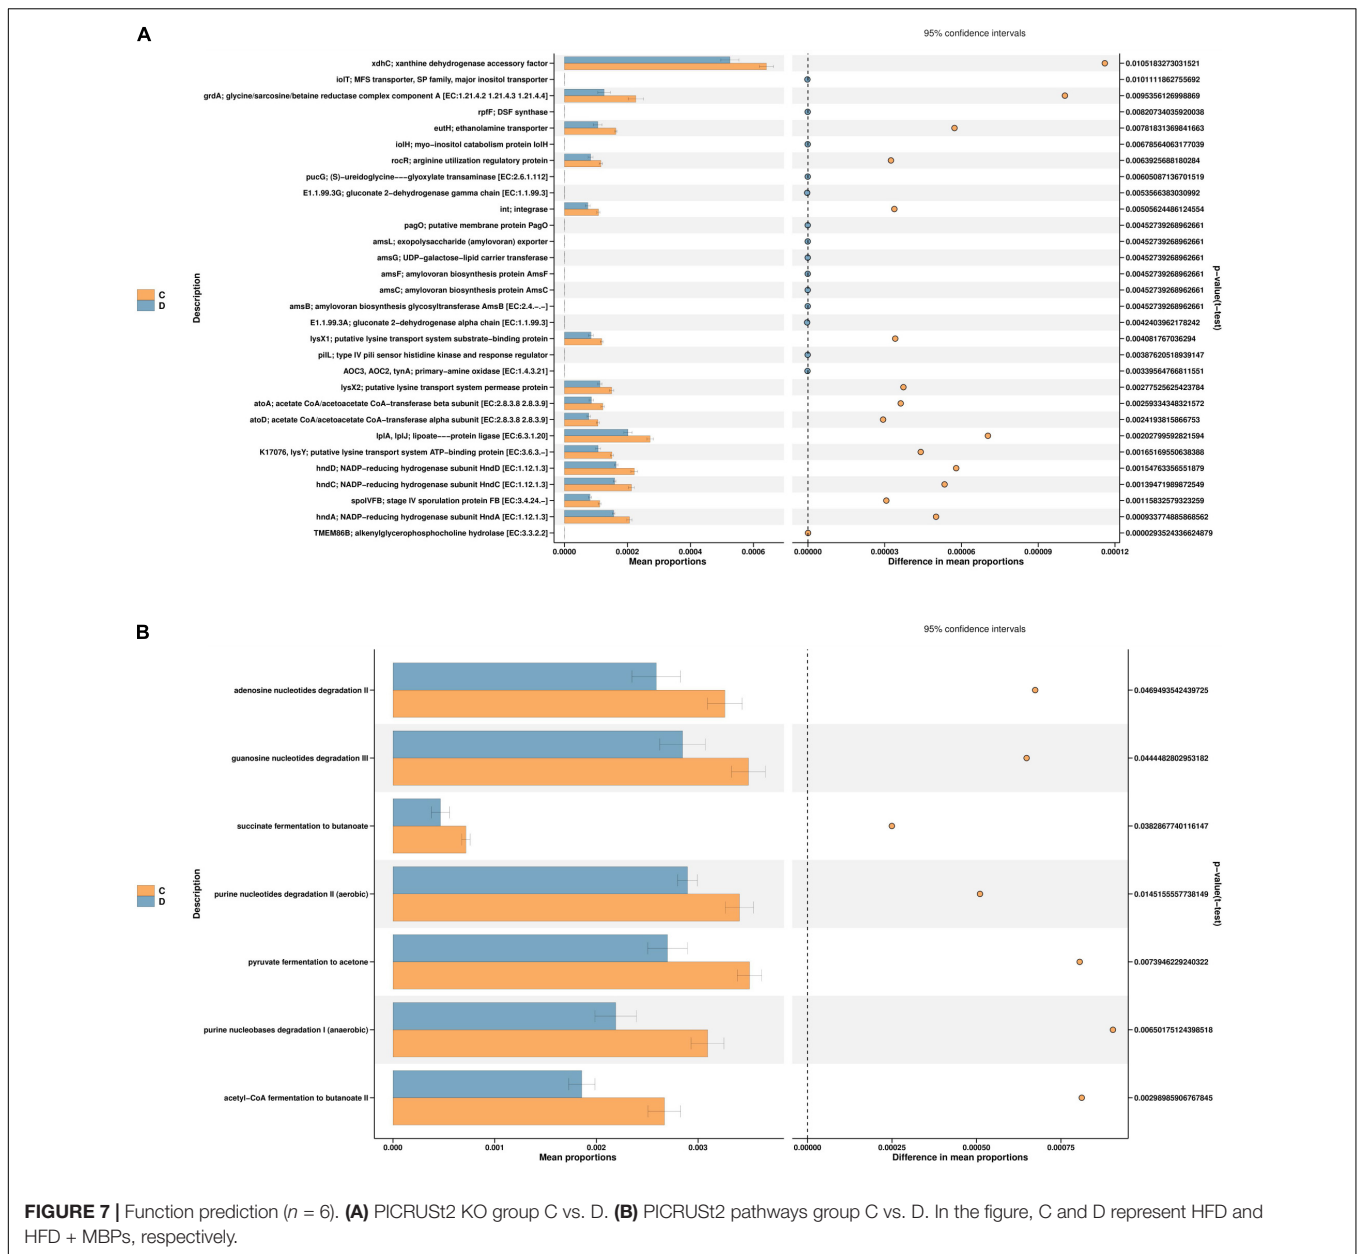 A
95% confidence intervals
xdhC; xanthine dehydrogenase accessory factor 0.0105183273031521
iolT; MFS transporter, SP family, major inositol transporter 0.0101111862755692
grdA; glycine/sarcosine/betaine reductase complex component A [EC:1.21.4.2 1.21.4.3 1.21.4.4] 0.0095356126998869
rpfF; DSF synthase 0.00820734035920038
eutH; ethanolamine transporter 0.00781831369841663
iolH; myo−inositol catabolism protein IolH 0.00678564063177039
rocR; arginine utilization regulatory protein 0.0063925688180284
pucG; (S)−ureidoglycine−−−glyoxylate transaminase [EC:2.6.1.112] 0.00605087136701519
E1.1.99.3G; gluconate 2−dehydrogenase gamma chain [EC:1.1.99.3] 0.0053566383030992
int; integrase 0.00505624486124554
pagO; putative membrane protein PagO 0.00452739268962661
amsL; exopolysaccharide (amylovoran) exporter 0.00452739268962661
amsG; UDP−galactose−lipid carrier transferase 0.00452739268962661
amsF; amylovoran biosynthesis protein AmsF 0.00452739268962661
amsC; amylovoran biosynthesis protein AmsC 0.00452739268962661
amsB; amylovoran biosynthesis glycosyltransferase AmsB [EC:2.4.−.−] 0.00452739268962661
E1.1.99.3A; gluconate 2−dehydrogenase alpha chain [EC:1.1.99.3] 0.0042403962178242
lysX1; putative lysine transport system substrate−binding protein 0.004081767036294
pilL; type IV pili sensor histidine kinase and response regulator 0.00387620518939147
AOC3, AOC2, tynA; primary−amine oxidase [EC:1.4.3.21] 0.00339564766811551
lysX2; putative lysine transport system permease protein 0.00277525625423784
atoA; acetate CoA/acetoacetate CoA−transferase beta subunit [EC:2.8.3.8 2.8.3.9] 0.00259334348321572
atoD; acetate CoA/acetoacetate CoA−transferase alpha subunit [EC:2.8.3.8 2.8.3.9] 0.0024193815866753
lplA, lplJ; lipoate−−−protein ligase [EC:6.3.1.20] 0.00202799592821594
K17076, lysY; putative lysine transport system ATP−binding protein [EC:3.6.3.−] 0.00165169550638388
hndD; NADP−reducing hydrogenase subunit HndD [EC:1.12.1.3] 0.00154763356551879
hndC; NADP−reducing hydrogenase subunit HndC [EC:1.12.1.3] 0.00139471989872549
spoIVFB; stage IV sporulation protein FB [EC:3.4.24.−] 0.00115832579323259
hndA; NADP−reducing hydrogenase subunit HndA [EC:1.12.1.3] 0.000933774885868562
TMEM86B; alkenylglycerophosphocholine hydrolase [EC:3.3.2.2] 0.0000293524336624879
C
D
Description
p−value(t−test)
0.0000 0.0002 0.0004 0.0006 0.00000 0.00003 0.00006 0.00009 0.00012
Mean proportions Difference in mean proportions
B
95% confidence intervals
adenosine nucleotides degradation II 0.0469493542439725
guanosine nucleotides degradation III 0.0444482802953182
succinate fermentation to butanoate 0.0382867740116147
purine nucleotides degradation II (aerobic) 0.0145155557738149
pyruvate fermentation to acetone 0.0073946229240322
purine nucleobases degradation I (anaerobic) 0.00650175124398518
acetyl−CoA fermentation to butanoate II 0.00298985906767845
C
D
Description
p−value(t−test)
0.000 0.001 0.002 0.003 0.00000 0.00025 0.00050 0.00075
Mean proportions Difference in mean proportions
FIGURE 7 | Function prediction (n = 6). (A) PICRUSt2 KO group C vs. D. (B) PICRUSt2 pathways group C vs. D. In the figure, C and D represent HFD and
HFD + MBPs, respectively.